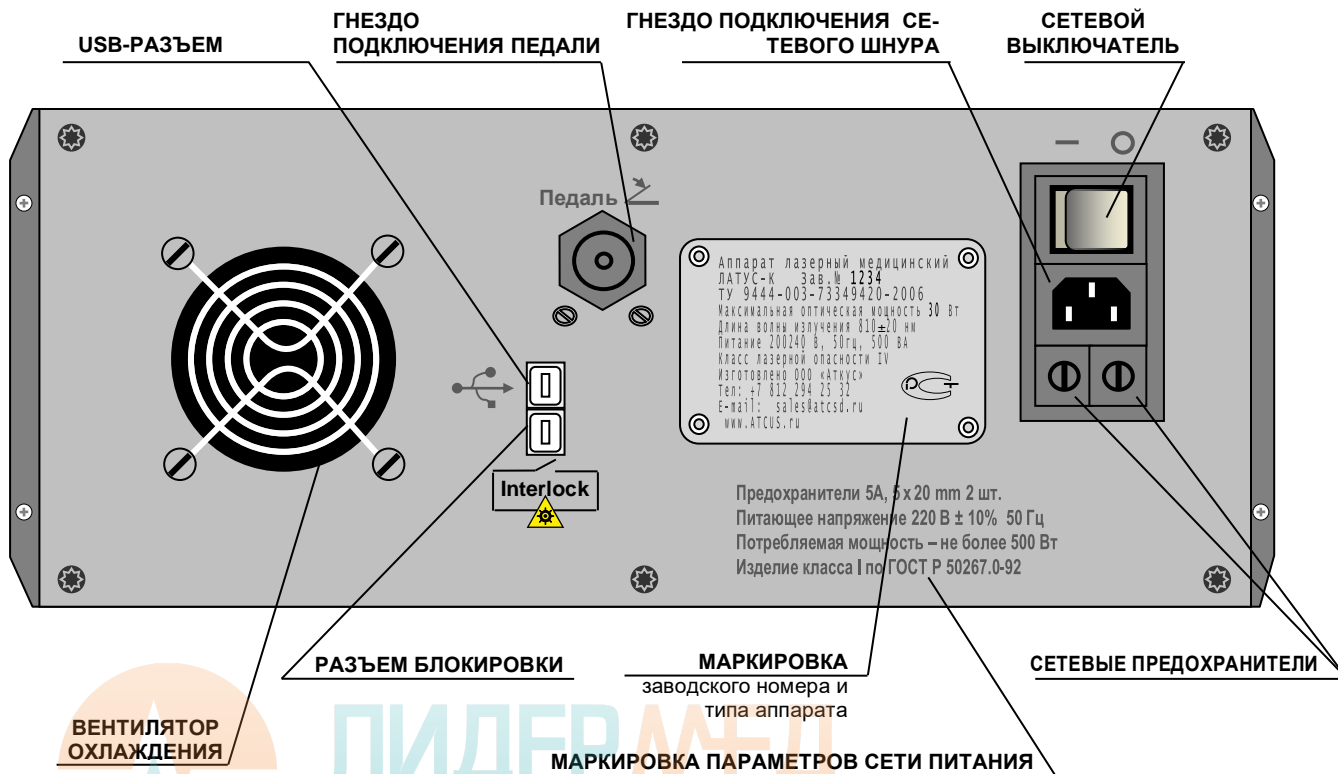 USB-РАЗЪЕМ
ГНЕЗДО
ПОДКЛЮЧЕНИЯ ПЕДАЛИ
ГНЕЗДО ПОДКЛЮЧЕНИЯ СЕ-
ТЕВОГО ШНУРА
СЕТЕВОЙ
ВЫКЛЮЧАТЕЛЬ
Педаль
Аппарат лазерный медицинский
ЛАТУС-К Зав.№ 1234
ТУ 9444-003-73349420-2006
Максимальная оптическая мощность 30 Вт
Длина волны излучения 810±20 нм
Питание 200240 В, 50гц, 500 ВА
Класс лазерной опасности IV
Изготовлено ООО «Аткус»
Тел: +7 812 294 25 32
E-mail: sales@atcsd.ru
www.ATCUS.ru
Interlock
Предохранители 5А, 5 x 20 mm 2 шт.
Питающее напряжение 220 В ± 10% 50 Гц
Потребляемая мощность – не более 500 Вт
Изделие класса I по ГОСТ Р 50267.0-92
РАЗЪЕМ БЛОКИРОВКИ
МАРКИРОВКА
заводского номера и
типа аппарата
СЕТЕВЫЕ ПРЕДОХРАНИТЕЛИ
ВЕНТИЛЯТОР
ОХЛАЖДЕНИЯ
ЛИДЕРМЕД
МАРКИРОВКА ПАРАМЕТРОВ СЕТИ ПИТАНИЯ